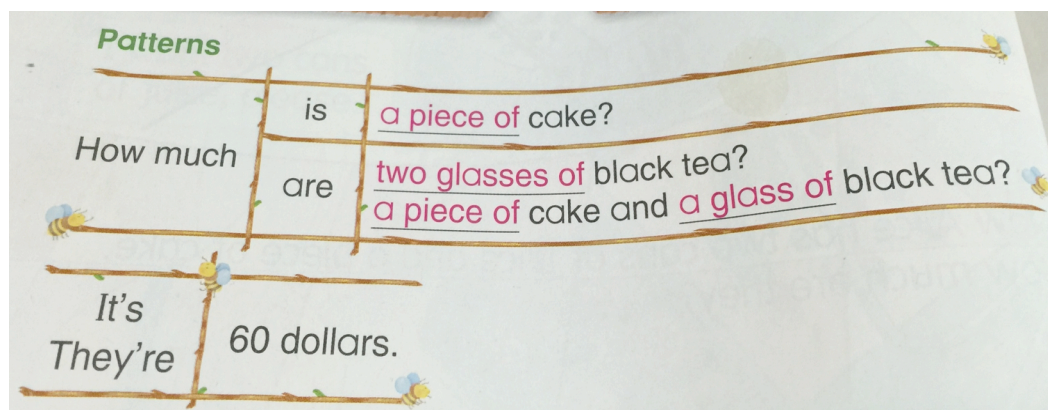 Patterns
is
a piece of cake?
How much
are
two glasses of black tea?
a piece of cake and a glass of black tea?
It's
They're
60 dollars.